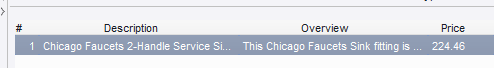 # Description Overview Price
1 Chicago Faucets 2-Handle Service Si... This Chicago Faucets Sink fitting is ... 224.46